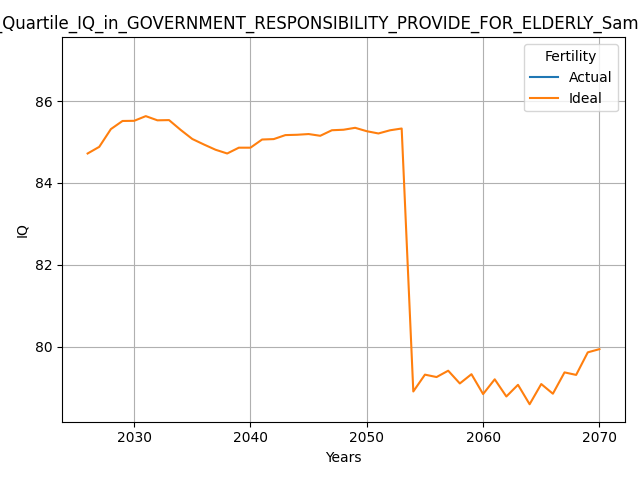 _Quartile_IQ_in_GOVERNMENT_RESPONSIBILITY_PROVIDE_FOR_ELDERLY_Sam
Fertility
Actual
Ideal
86
84
82
80
IQ
2030 2040 2050 2060 2070
Years